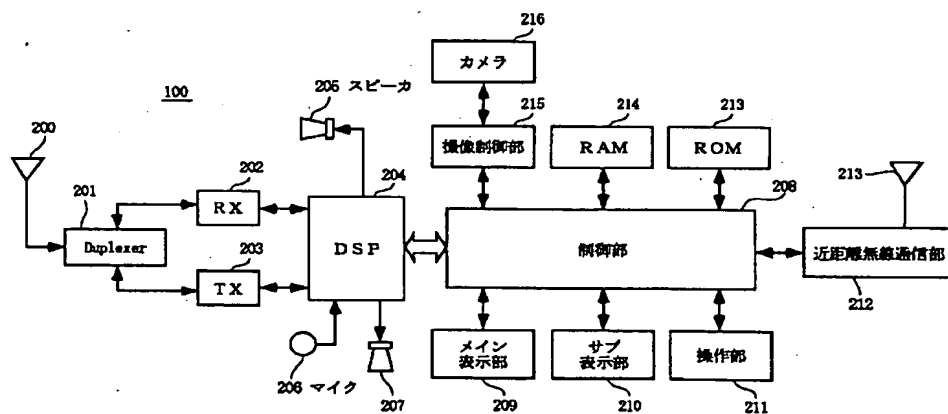 216
カメラ
100
205 スピーカ
215
214
213
200
撮像制御部
RAM
ROM
213
202
204
208
201
RX
Duplexer
203
DSP
制御部
近距離無線通信部
TX
212
206 マイク
207
メイン
表示部
サブ
表示部
操作部
209
210
211